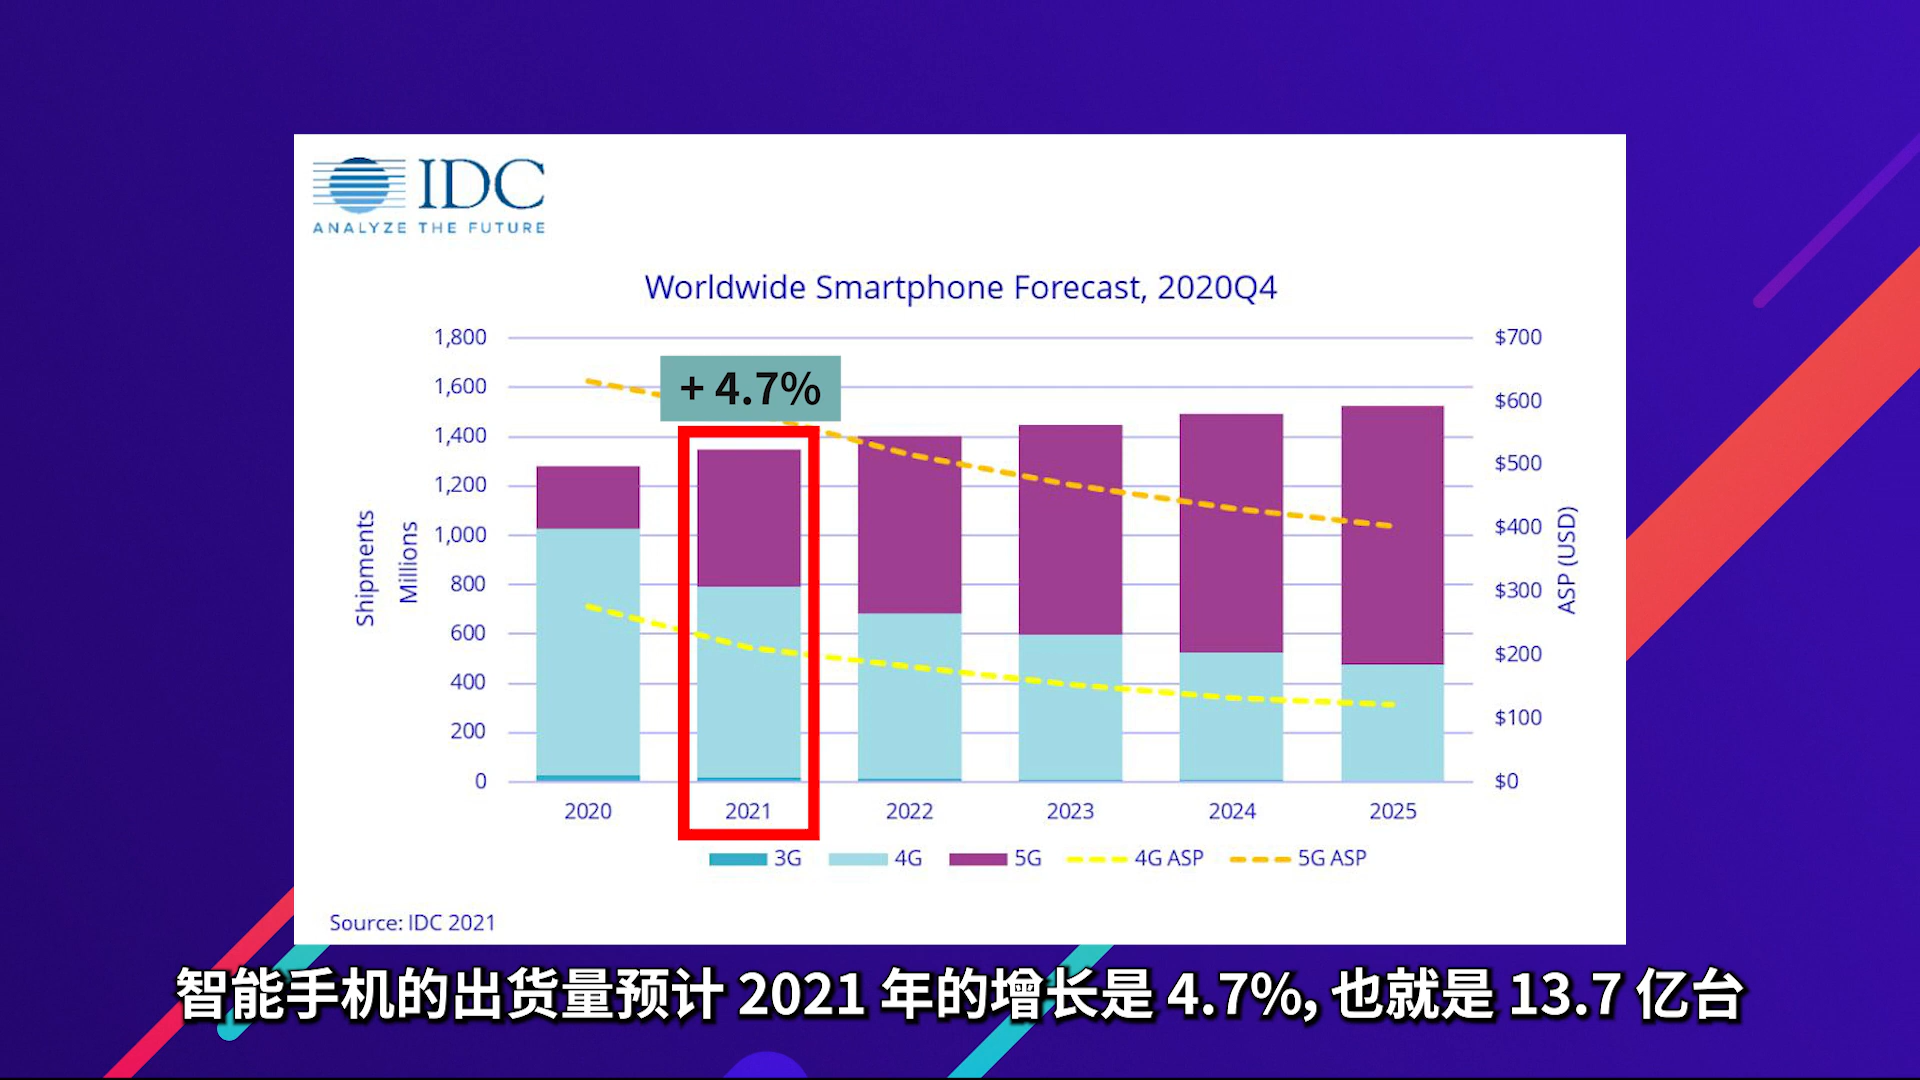 IDC
ANALYZE THE FUTURE
Worldwide Smartphone Forecast, 2020Q4
1,800
1,600
1,400
1,200
1,000
800
600
400
200
0
Shipments
Millions
+ 4.7%
$700
$600
$500
$400
$300
$200
$100
$0
ASP (USD)
2020 2021 2022 2023 2024 2025
3G 4G 5G 4G ASP 5G ASP
Source: IDC 2021
智能手机的出货量预计 2021 年的增长是 4.7%, 也就是 13.7 亿台